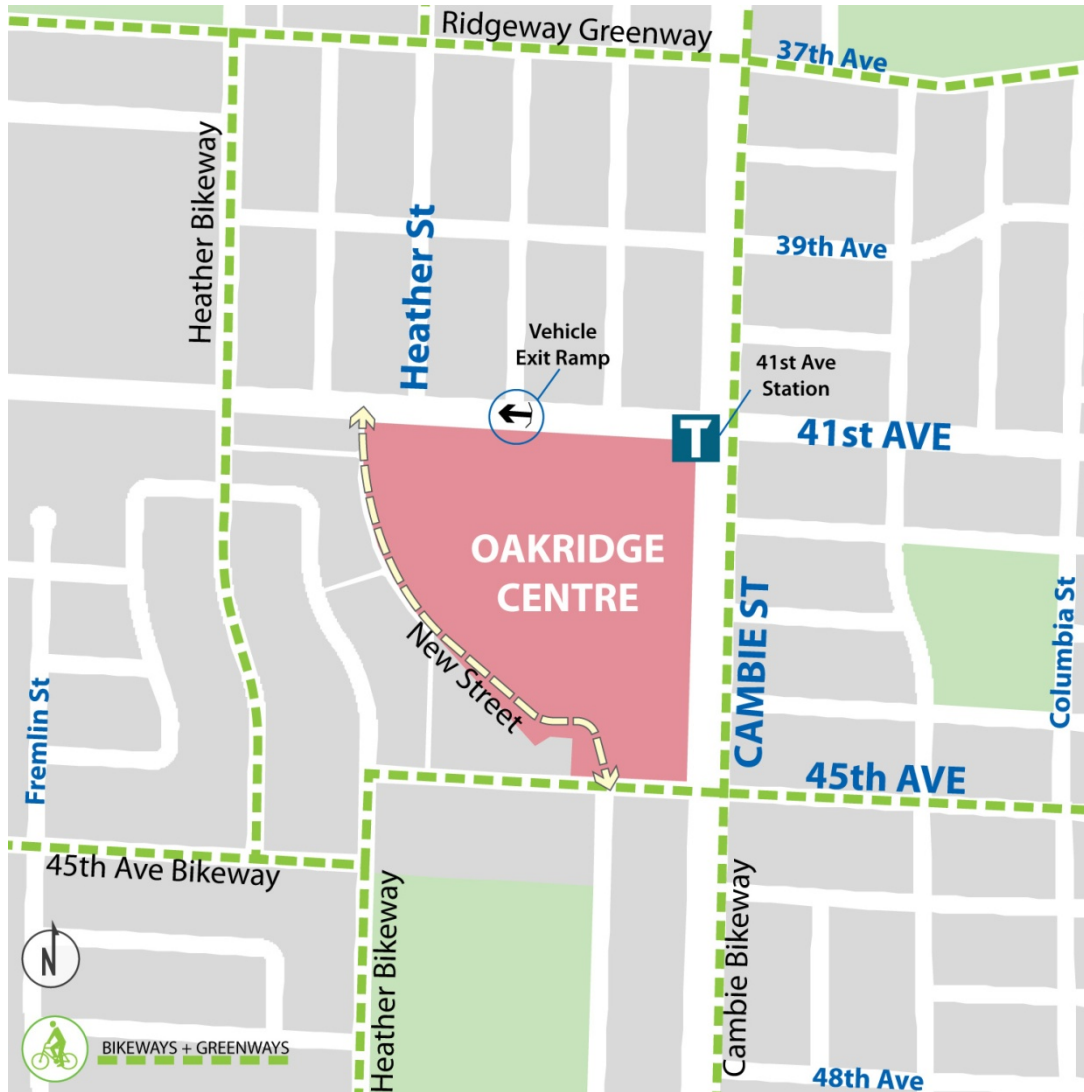 Ridgeway Greenway
37th Ave
Heather Bikeway
Heather St
39th Ave
Vehicle
Exit Ramp
41st Ave
Station
T
41st AVE
OAKRIDGE
CENTRE
New Street
CAMBIE ST
Columbia St
Fremlin St
45th AVE
45th Ave Bikeway
Heather Bikeway
Cambie Bikeway
N
BIKEWAYS + GREENWAYS
48th Ave